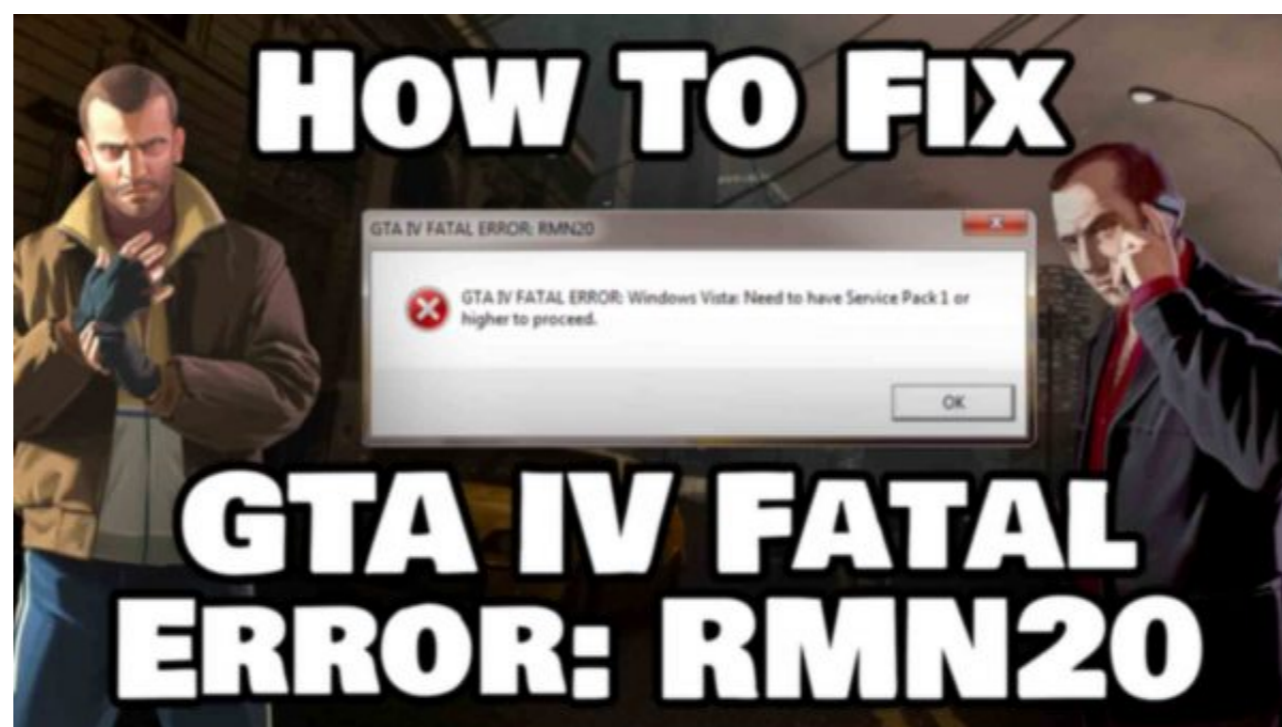 How To Fix
GTA IV FATAL ERROR: RMN20
GTA IV FATAL ERROR: Windows Vista: Need to have Service Pack 1 or
higher to proceed.
OK
GTA IV Fatal
Error: RMN20